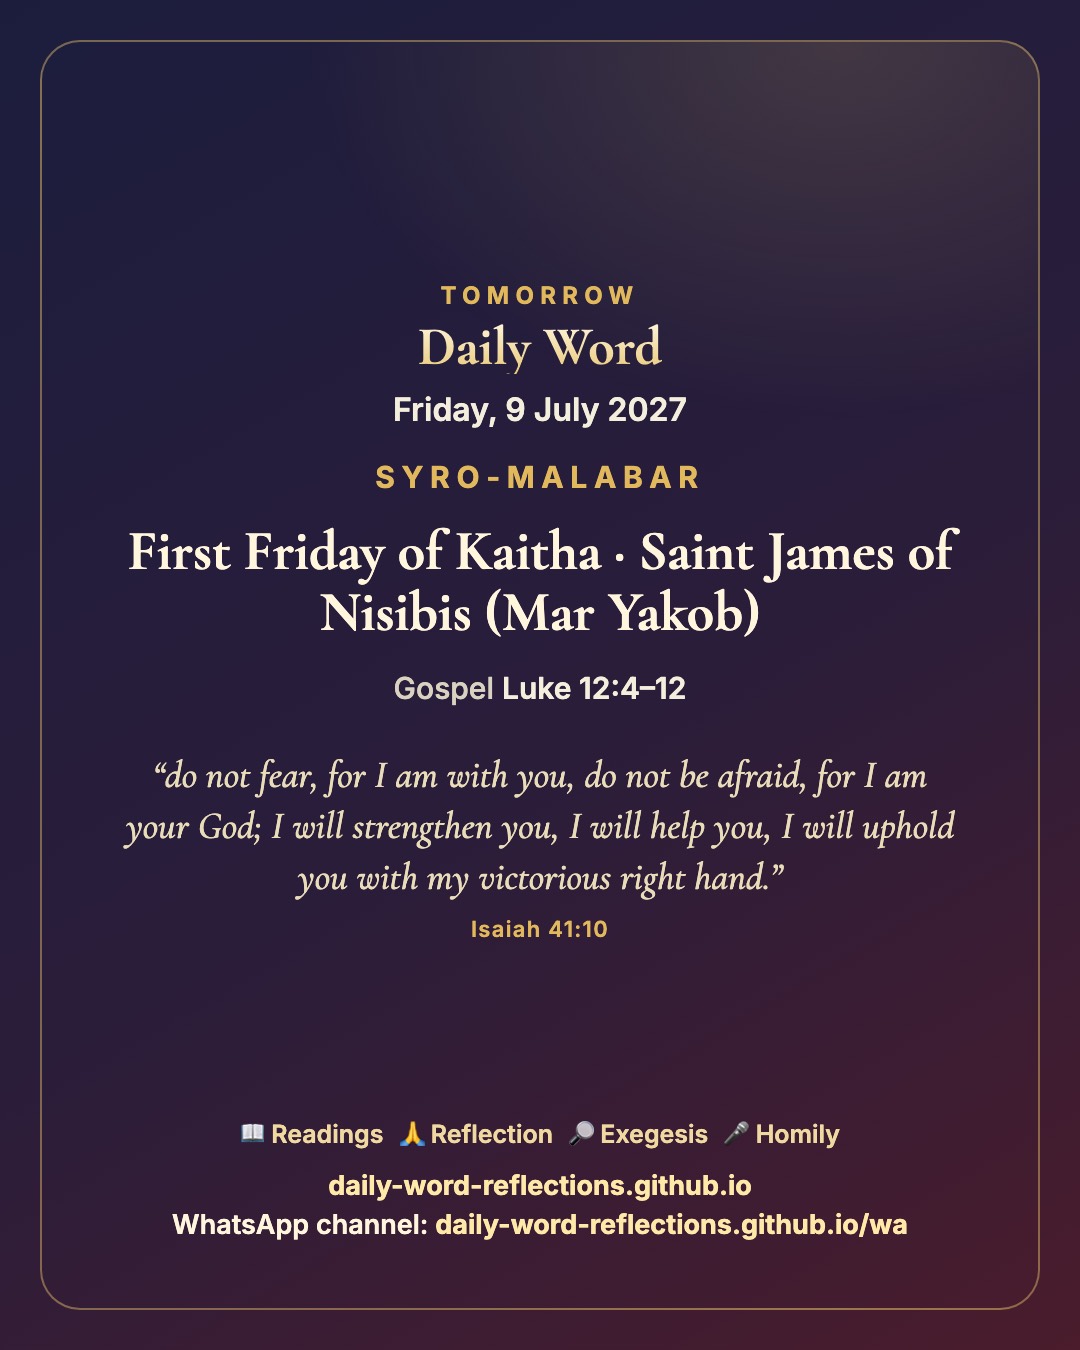 TOMORROW
Daily Word
Friday, 9 July 2027
SYRO-MALABAR
First Friday of Kaitha · Saint James of
Nisibis (Mar Yakob)
Gospel Luke 12:4–12
“do not fear, for I am with you, do not be afraid, for I am
your God; I will strengthen you, I will help you, I will uphold
you with my victorious right hand.”
Isaiah 41:10
📖 Readings 🙏 Reflection 🔎 Exegesis 🎤 Homily
daily-word-reflections.github.io
WhatsApp channel: daily-word-reflections.github.io/wa